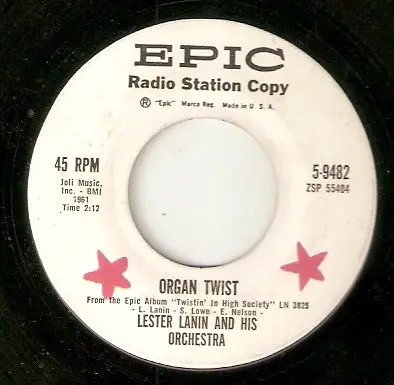 EPIC
Radio Station Copy
® "Epic" Marca Reg. Made in U. S. A.
45 RPM
Joli Music,
Inc. - BMI
1961
Time 2:12
5-9482
ZSP 55404
ORGAN TWIST
From the Epic Album "Twistin' In High Society" LN 3825
- L. Lanin - S. Lowe - E. Nelson -
LESTER LANIN AND HIS
ORCHESTRA